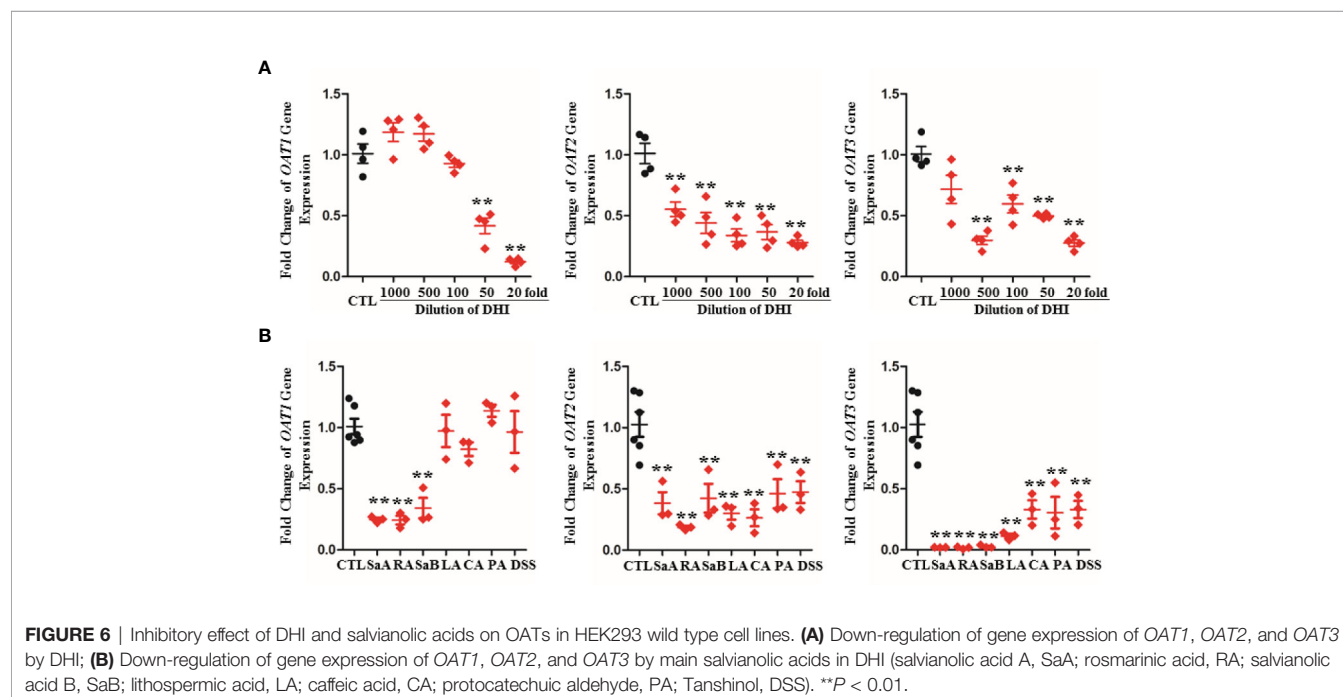 A
Fold Change of OAT1 Gene
Expression
1.5
1.0
0.5
0.0
CTL
1000 500 100 50 20 fold
Dilution of DHI
** **
Fold Change of OAT2 Gene
Expression
1.5
1.0
0.5
0.0
CTL
1000 500 100 50 20 fold
Dilution of DHI
** ** ** ** **
Fold Change of OAT3 Gene
Expression
1.5
1.0
0.5
0.0
CTL
1000 500 100 50 20 fold
Dilution of DHI
** ** ** **
B
Fold Change of OAT1 Gene
Expression
1.5
1.0
0.5
0.0
CTL SaA RA SaB LA CA PA DSS
** ** **
Fold Change of OAT2 Gene
Expression
1.5
1.0
0.5
0.0
CTL SaA RA SaB LA CA PA DSS
** ** ** ** ** ** **
Fold Change of OAT3 Gene
Expression
1.5
1.0
0.5
0.0
CTL SaA RA SaB LA CA PA DSS
** ** ** ** ** ** **
FIGURE 6 | Inhibitory effect of DHI and salvianolic acids on OATs in HEK293 wild type cell lines. (A) Down-regulation of gene expression of OAT1, OAT2, and OAT3
by DHI; (B) Down-regulation of gene expression of OAT1, OAT2, and OAT3 by main salvianolic acids in DHI (salvianolic acid A, SaA; rosmarinic acid, RA; salvianolic
acid B, SaB; lithospermic acid, LA; caffeic acid, CA; protocatechuic aldehyde, PA; Tanshinol, DSS). **P < 0.01.